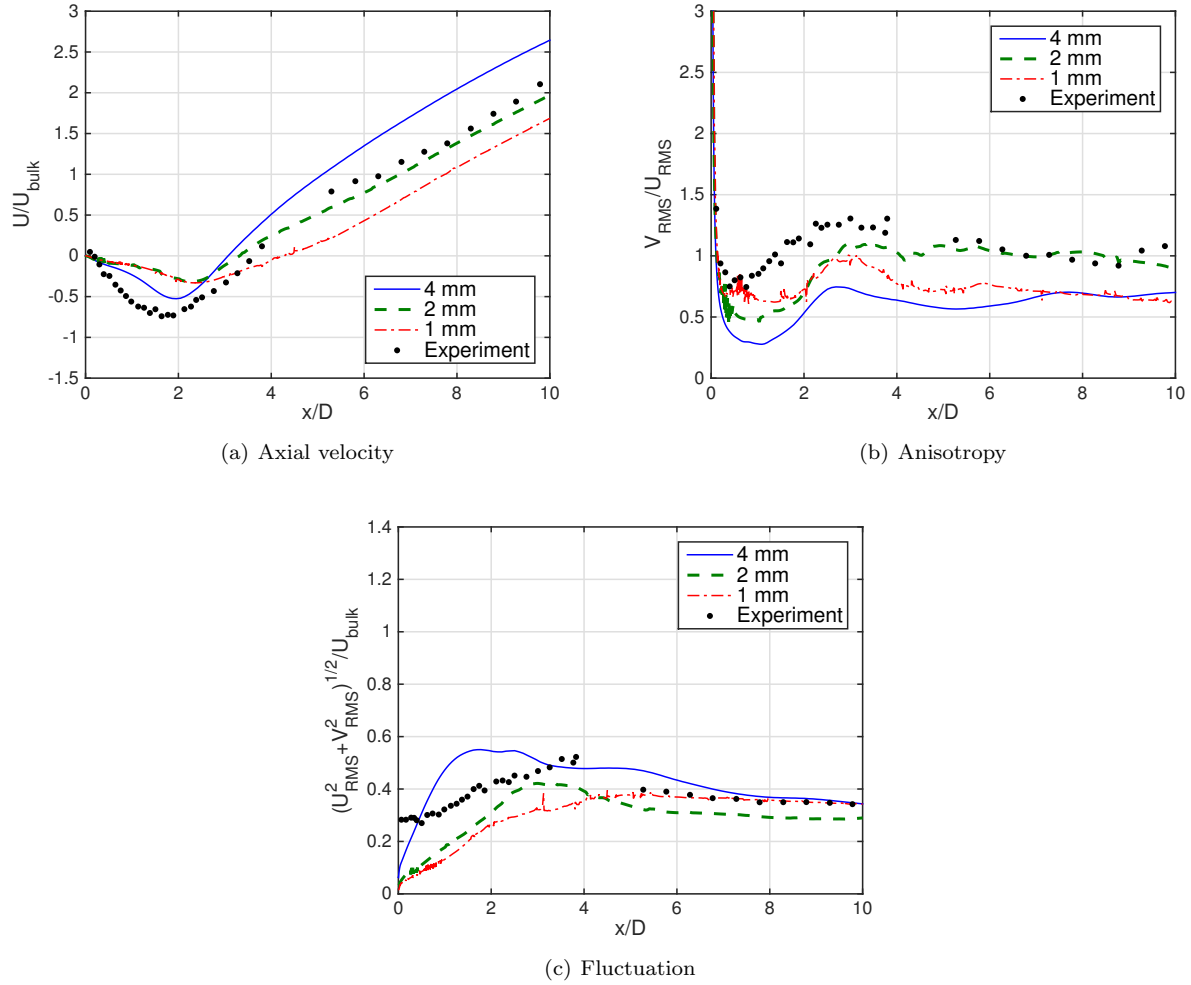 3
2.5
2
1.5
1
0.5
0
-0.5
-1
-1.5
U/U_bulk
0 2 4 6 8 10
x/D
4 mm
2 mm
1 mm
Experiment
(a) Axial velocity
3
2.5
2
1.5
1
0.5
0
V_RMS/U_RMS
0 2 4 6 8 10
x/D
4 mm
2 mm
1 mm
Experiment
(b) Anisotropy
1.4
1.2
1
0.8
0.6
0.4
0.2
0
(U²_RMS+V²_RMS)^1/2/U_bulk
0 2 4 6 8 10
x/D
4 mm
2 mm
1 mm
Experiment
(c) Fluctuation